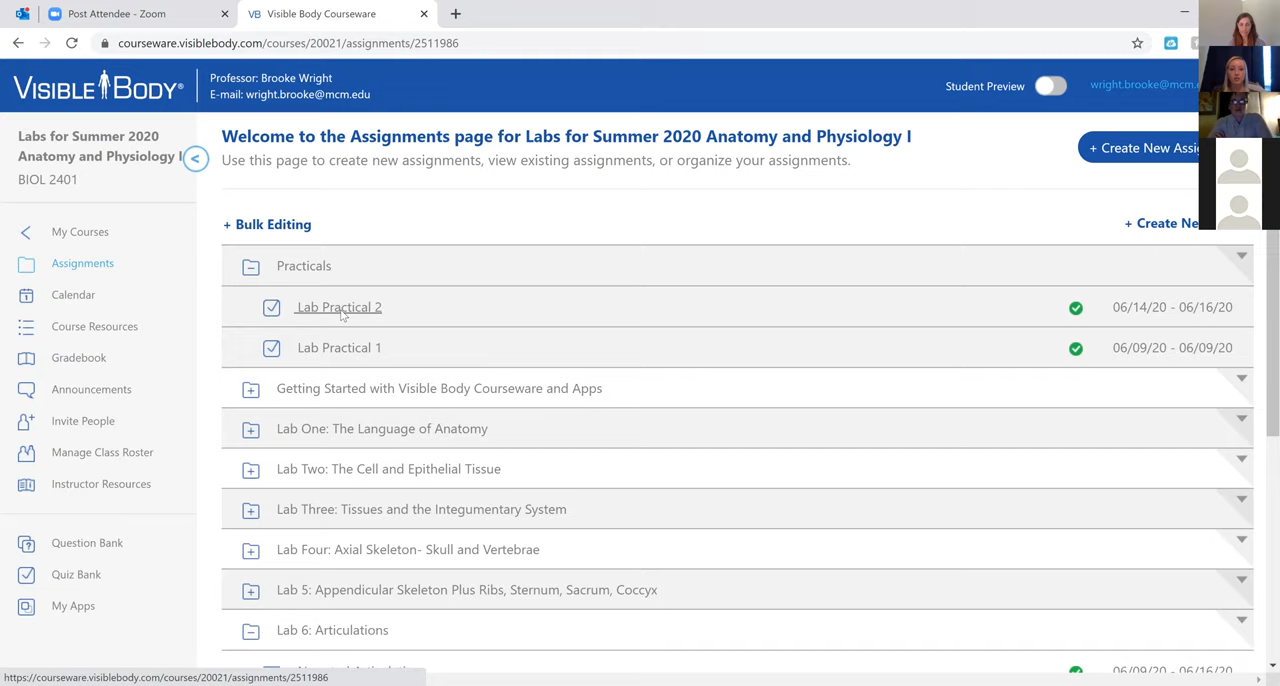 Post Attendee - Zoom
VB Visible Body Courseware
courseware.visiblebody.com/courses/20021/assignments/2511986
VISIBLE BODY®
Professor: Brooke Wright
E-mail: wright.brooke@mcm.edu
Student Preview
wright.brooke@mcm.e
Labs for Summer 2020
Anatomy and Physiology I
BIOL 2401
<
My Courses
Assignments
Calendar
Course Resources
Gradebook
Announcements
Invite People
Manage Class Roster
Instructor Resources
Question Bank
Quiz Bank
My Apps
Welcome to the Assignments page for Labs for Summer 2020 Anatomy and Physiology I
Use this page to create new assignments, view existing assignments, or organize your assignments.
+ Create New Assig
+ Bulk Editing
+ Create Ne
Practicals
Lab Practical 2 06/14/20 - 06/16/20
Lab Practical 1 06/09/20 - 06/09/20
Getting Started with Visible Body Courseware and Apps
Lab One: The Language of Anatomy
Lab Two: The Cell and Epithelial Tissue
Lab Three: Tissues and the Integumentary System
Lab Four: Axial Skeleton- Skull and Vertebrae
Lab 5: Appendicular Skeleton Plus Ribs, Sternum, Sacrum, Coccyx
Lab 6: Articulations
06/09/20 - 06/16/20
https://courseware.visiblebody.com/courses/20021/assignments/2511986